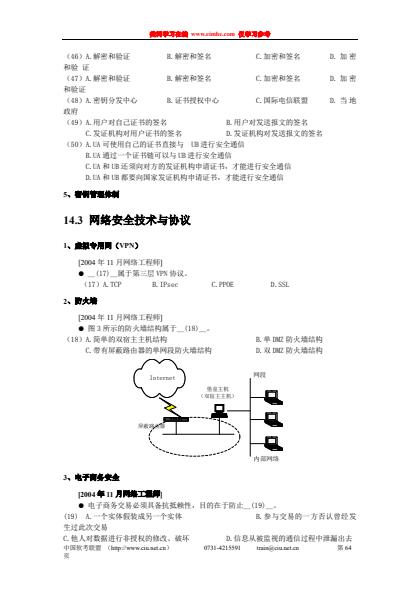 我们学习在线 www.cinshc.com 仅供学习参考
(46)A.解密和验证 B.解密和签名 C.加密和签名 D. 加 密
和验 证
(47)A.解密和验证 B.解密和签名 C.加密和签名 D. 加 密
和验证
(48)A.密钥分发中心 B.证书授权中心 C.国际电信联盟 D. 当 地
政府
(49)A.用户对自己证书的签名 B.用户对发送报文的签名
C.发证机构对用户证书的签名 D.发证机构对发送报文的签名
(50)A.UA 可使用自己的证书直接与 UB 进行安全通信
B.UA 通过一个证书链可以与 UB 进行安全通信
C.UA 和 UB 还须向对方的发证机构申请证书,才能进行安全通信
D.UA 和 UB 都要向国家发证机构申请证书,才能进行安全通信
5、密钥管理体制
14.3 网络安全技术与协议
1、虚拟专用网(VPN)
[2004 年 11 月网络工程师]
● __(17)__属于第三层 VPN 协议。
(17)A.TCP B.IPsec C.PPOE D.SSL
2、防火墙
[2004 年 11 月网络工程师]
● 图 3 所示的防火墙结构属于__(18)__。
(18)A.简单的双宿主主机结构 B.单 DMZ 防火墙结构
C.带有屏蔽路由器的单网段防火墙结构 D.双 DMZ 防火墙结构
Internet
网段
堡垒主机
(双宿主主机)
屏蔽路由器
内部网络
3、电子商务安全
[2004 年 11 月网络工程师]
● 电子商务交易必须具备抗抵赖性,目的在于防止__(19)__。
(19) A.一个实体假装成另一个实体 B.参与交易的一方否认曾经发
生过此次交易
C.他人对数据进行非授权的修改、破坏 D.信息从被监视的通信过程中泄漏出去
中国软考联盟 (http://www.ciu.net.cn) 0731-4215591 train@ciu.net.cn 第 64
页